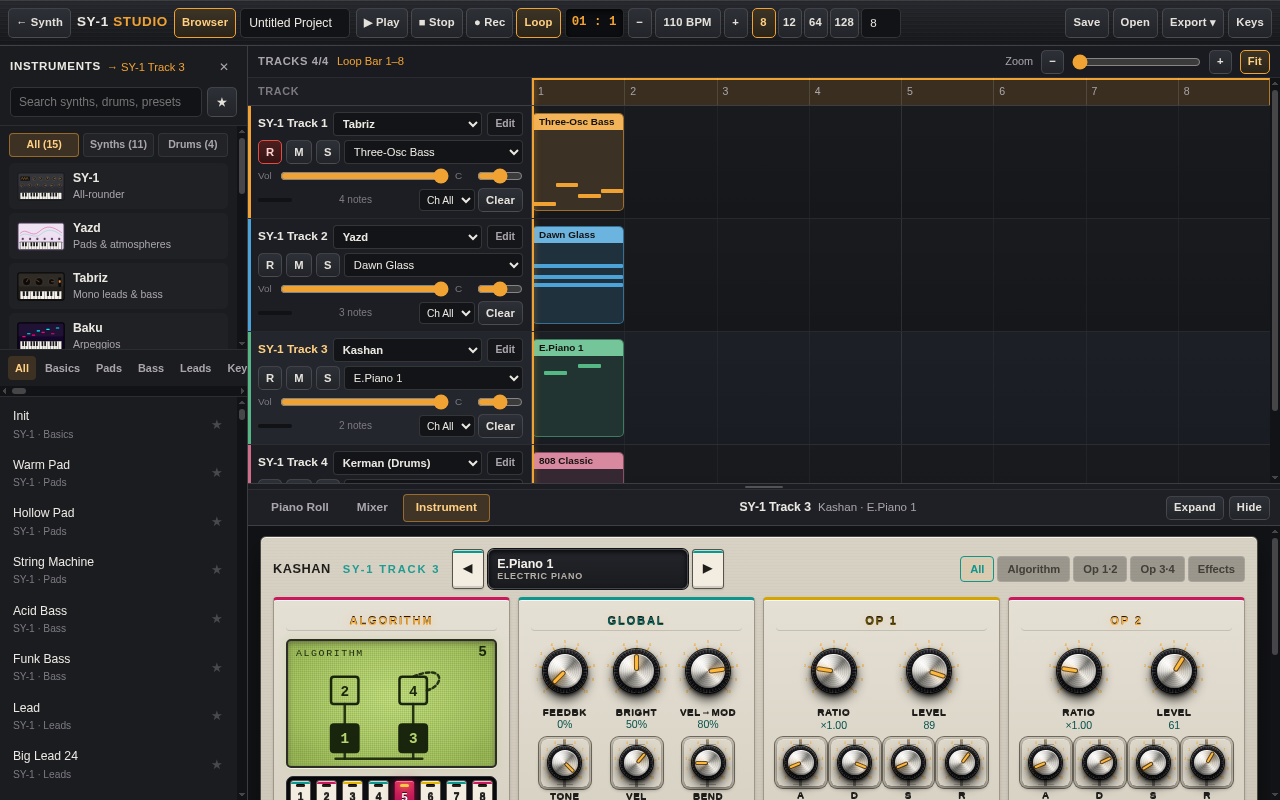 ← Synth SY-1 STUDIO Browser Untitled Project ▶ Play ■ Stop ● Rec Loop 01 : 1 − 110 BPM + 8 12 64 128 8 Save Open Export ▾ Keys
INSTRUMENTS → SY-1 Track 3 ✕
Search synths, drums, presets ★
All (15) Synths (11) Drums (4)
SY-1
All-rounder
Yazd
Pads & atmospheres
Tabriz
Mono leads & bass
Baku
Arpeggios
All Basics Pads Bass Leads Key
Init
SY-1 · Basics
Warm Pad
SY-1 · Pads
Hollow Pad
SY-1 · Pads
String Machine
SY-1 · Pads
Acid Bass
SY-1 · Bass
Funk Bass
SY-1 · Bass
Lead
SY-1 · Leads
Big Lead 24
SY-1 · Leads
TRACKS 4/4 Loop Bar 1–8 Zoom − + Fit
TRACK 1 2 3 4 5 6 7 8
SY-1 Track 1 Tabriz Edit
R M S Three-Osc Bass
Vol C
4 notes Ch All Clear
Three-Osc Bass
SY-1 Track 2 Yazd Edit
R M S Dawn Glass
Vol C
3 notes Ch All Clear
Dawn Glass
SY-1 Track 3 Kashan Edit
R M S E.Piano 1
Vol C
2 notes Ch All Clear
E.Piano 1
SY-1 Track 4 Kerman (Drums) Edit
808 Classic
Piano Roll Mixer Instrument SY-1 Track 3 Kashan · E.Piano 1 Expand Hide
KASHAN SY-1 TRACK 3 ◀ E.Piano 1 ▶ All Algorithm Op 1·2 Op 3·4 Effects
ELECTRIC PIANO
ALGORITHM GLOBAL OP 1 OP 2
ALGORITHM 5
2 4
1 3
1 2 3 4 5 6 7 8
FEEDBK BRIGHT VEL→MOD
0% 50% 80%
TONE VEL BEND
RATIO LEVEL
×1.00 89
A D S R
RATIO LEVEL
×1.00 61
A D S R